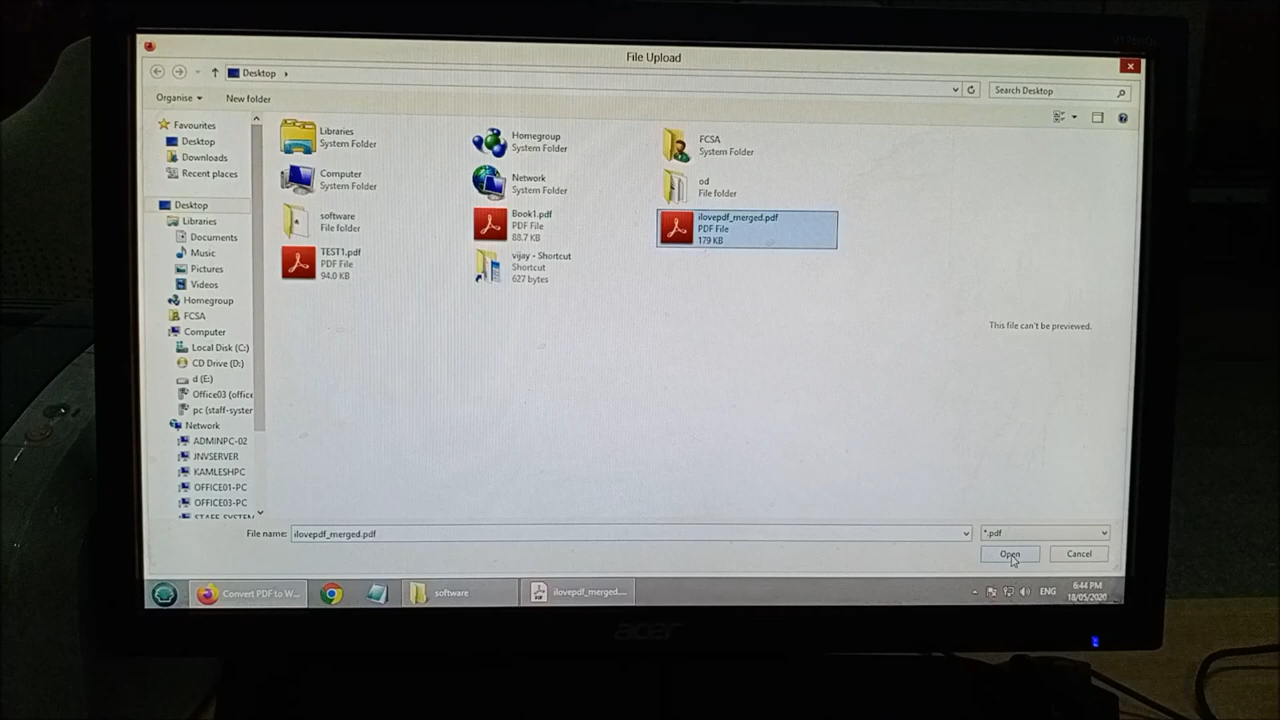 File Upload
Desktop
Search Desktop
Organise
New folder
Favourites
Desktop
Downloads
Recent places
Desktop
Libraries
Documents
Music
Pictures
Videos
Homegroup
FCSA
Computer
Local Disk (C:)
CD Drive (D:)
d (E:)
Office03 (office
pc (staff-syster
Network
ADMINPC-02
JNVSERVER
KAMLESHPC
OFFICE01-PC
OFFICE03-PC
Libraries
System Folder
Homegroup
System Folder
FCSA
System Folder
Computer
System Folder
Network
System Folder
od
File folder
software
File folder
Book1.pdf
PDF File
88.7 KB
ilovepdf_merged.pdf
PDF File
179 KB
TEST1.pdf
PDF File
94.0 KB
vijay - Shortcut
Shortcut
627 bytes
This file can't be previewed.
File name: ilovepdf_merged.pdf
*.pdf
Open
Cancel
Convert PDF to W...
software
ilovepdf_merged....
ENG
6:44 PM
18/05/2020
acer